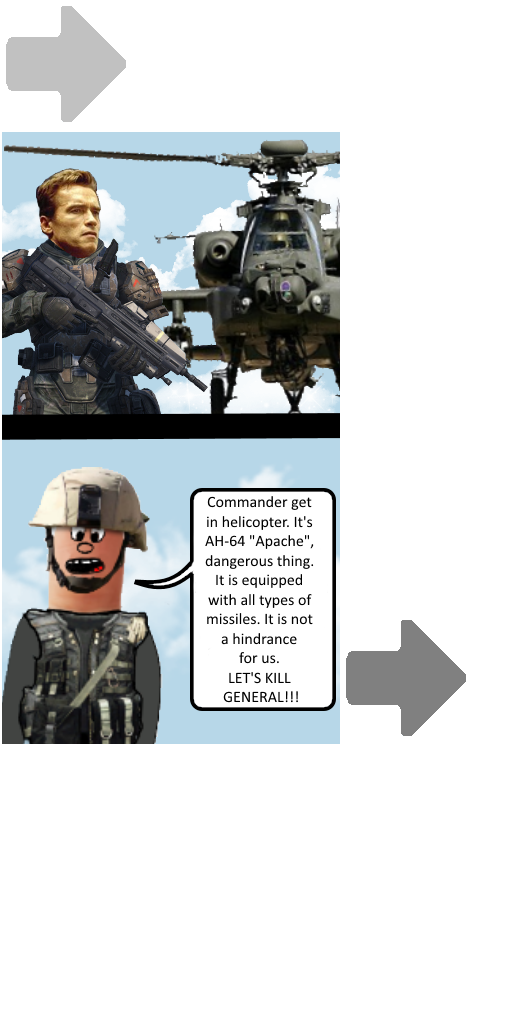 Commander get
in helicopter. It's
AH-64 "Apache",
dangerous thing.
It is equipped
with all types of
missiles. It is not
a hindrance
for us.
LET'S KILL
GENERAL!!!